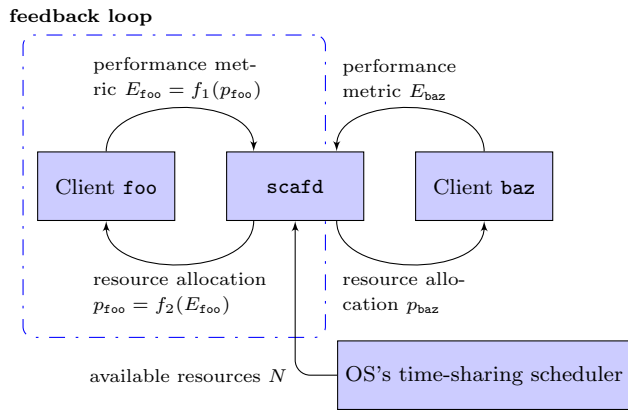 feedback loop
performance met-
ric E_foo = f_1(p_foo)
performance
metric E_baz
Client foo
scafd
Client baz
resource allocation
p_foo = f_2(E_foo)
resource allo-
cation p_baz
available resources N
OS's time-sharing scheduler